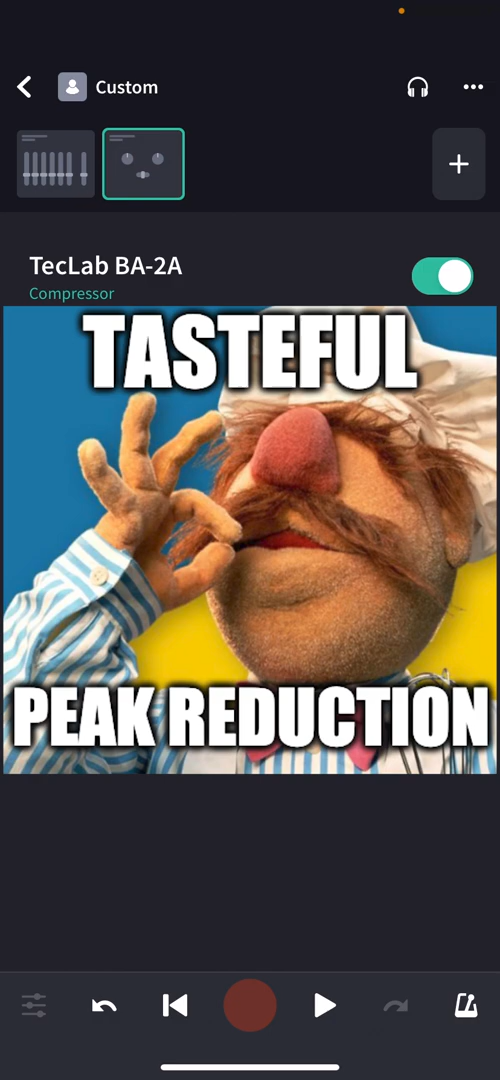 Custom
TecLab BA-2A
Compressor
TASTEFUL
PEAK REDUCTION